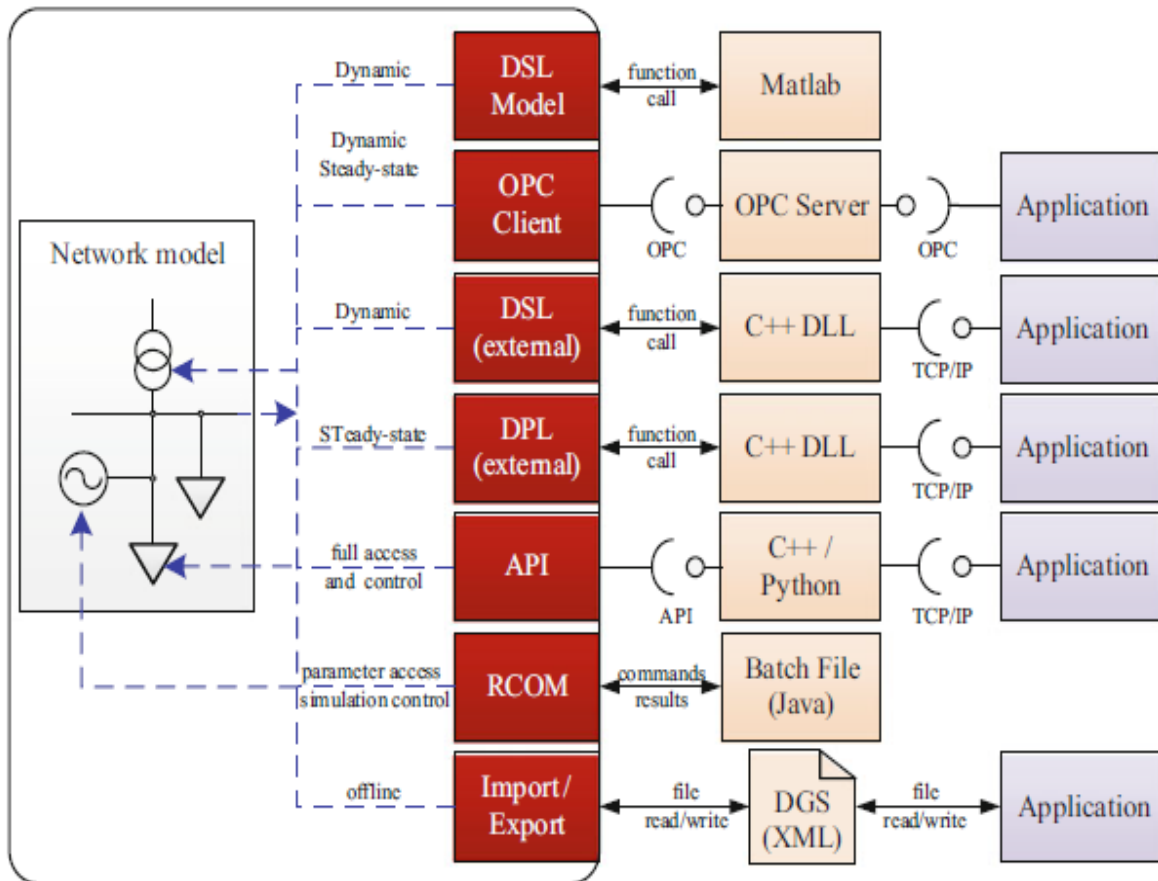 Dynamic
DSL
Model
function
call
Matlab
Dynamic
Steady-state
OPC
Client
OPC
OPC Server
OPC
Application
Network model
Dynamic
DSL
(external)
function
call
C++ DLL
TCP/IP
Application
STeady-state
DPL
(external)
function
call
C++ DLL
TCP/IP
Application
full access
and control
API
API
C++ /
Python
TCP/IP
Application
parameter access
simulation control
RCOM
commands
results
Batch File
(Java)
offline
Import /
Export
file
read/write
DGS
(XML)
file
read/write
Application